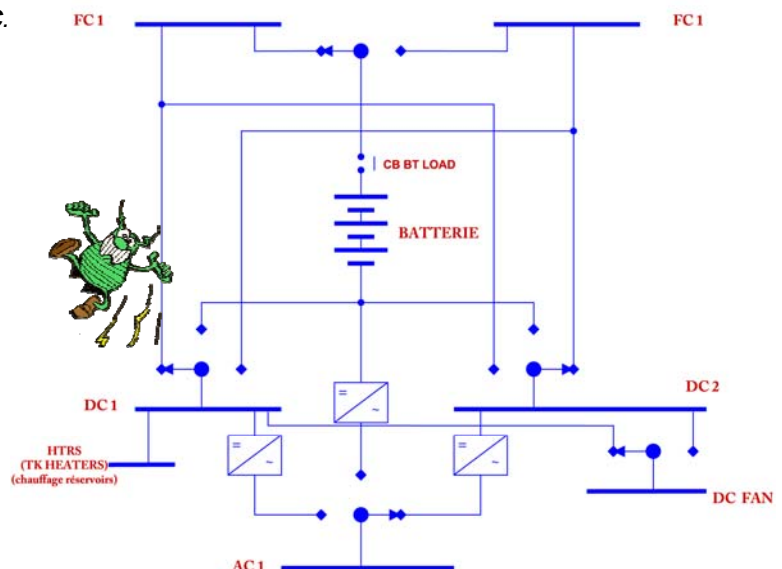 C.
FC 1
FC 1
CB BT LOAD
BATTERIE
DC 2
DC 1
HTRS
(TK HEATERS)
(chauffage réservoirs)
DC FAN
AC 1